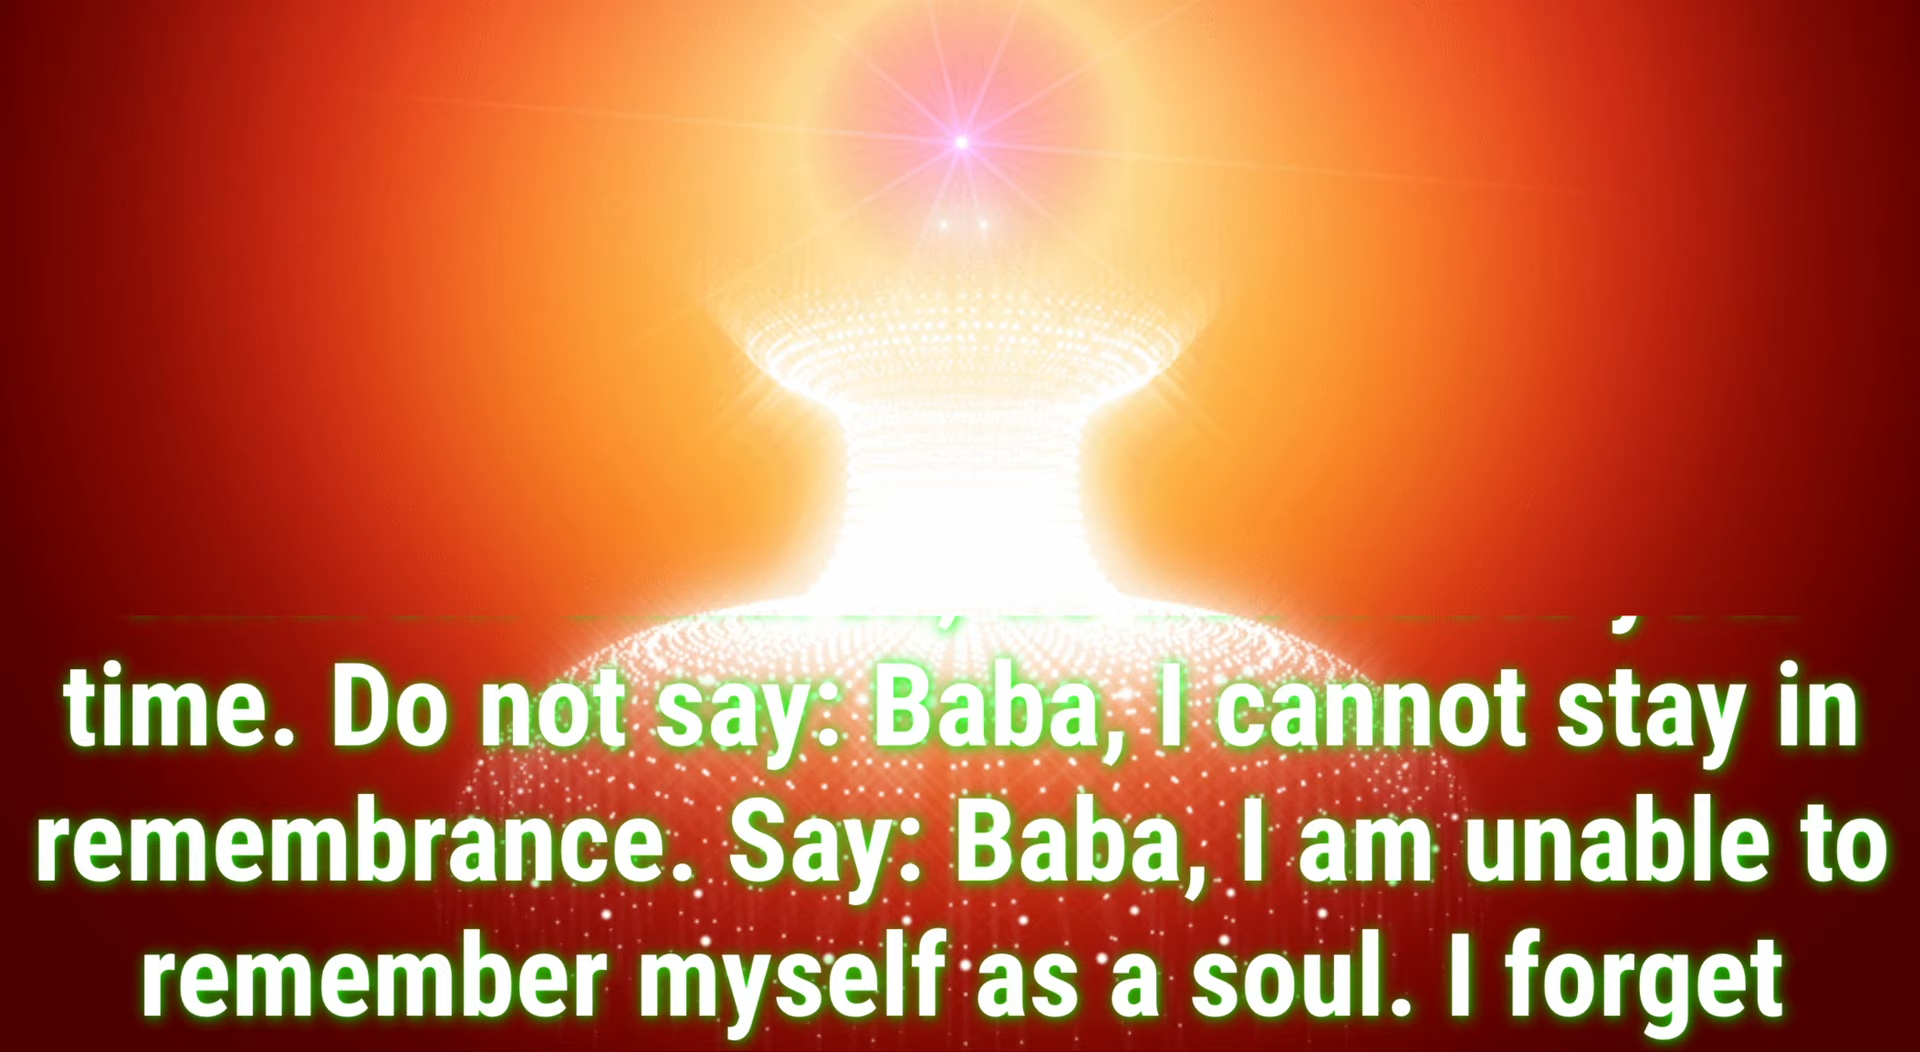 time. Do not say: Baba, I cannot stay in
remembrance. Say: Baba, I am unable to
remember myself as a soul. I forget